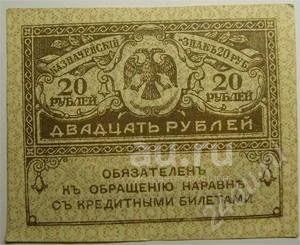 КАЗНАЧЕЙСКІЙ ЗНАКЪ 20 РУБ.
20 РУБЛЕЙ
20 РУБЛЕЙ
ДВАДЦАТЬ РУБЛЕЙ
au.ru
ОБЯЗАТЕЛЕНЪ
КЪ ОБРАЩЕНІЮ НАРАВНѢ
СЪ КРЕДИТНЫМИ БИЛЕТАМИ